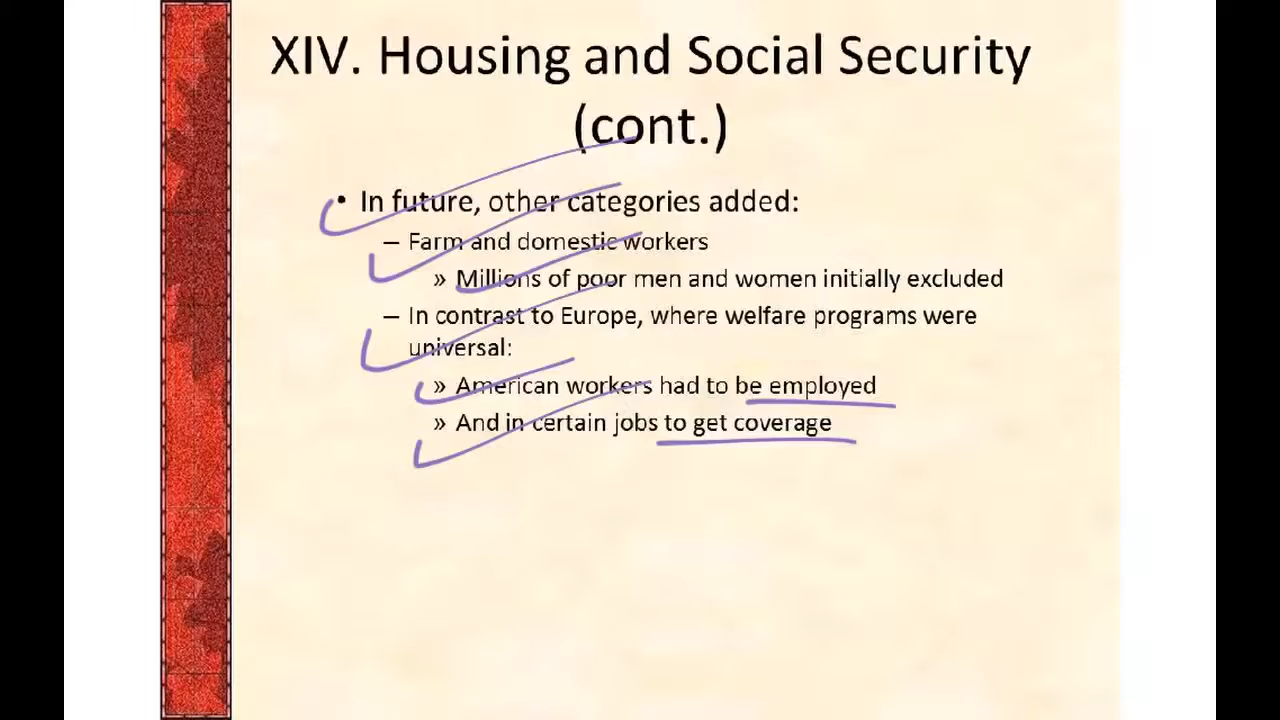 XIV. Housing and Social Security
(cont.)
• In future, other categories added:
– Farm and domestic workers
» Millions of poor men and women initially excluded
– In contrast to Europe, where welfare programs were
universal:
» American workers had to be employed
» And in certain jobs to get coverage